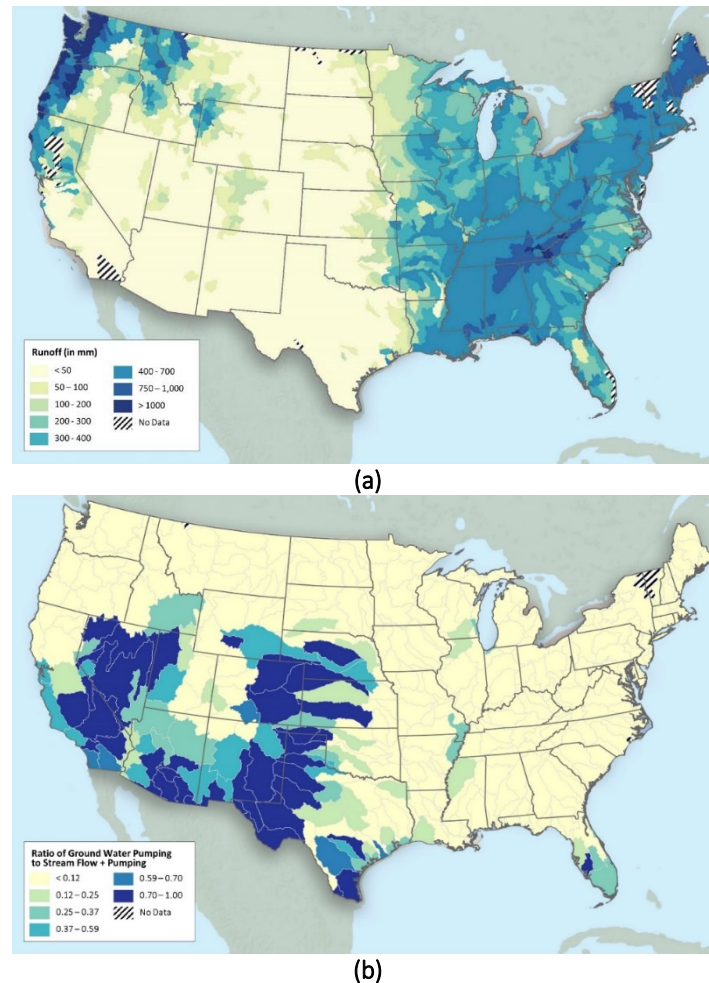 Runoff (in mm)
< 50
50 – 100
100 - 200
200 - 300
300 - 400
400 - 700
750 – 1,000
> 1000
No Data
(a)
Ratio of Ground Water Pumping
to Stream Flow + Pumping
< 0.12
0.12 – 0.25
0.25 – 0.37
0.37 – 0.59
0.59 – 0.70
0.70 - 1.00
No Data
(b)